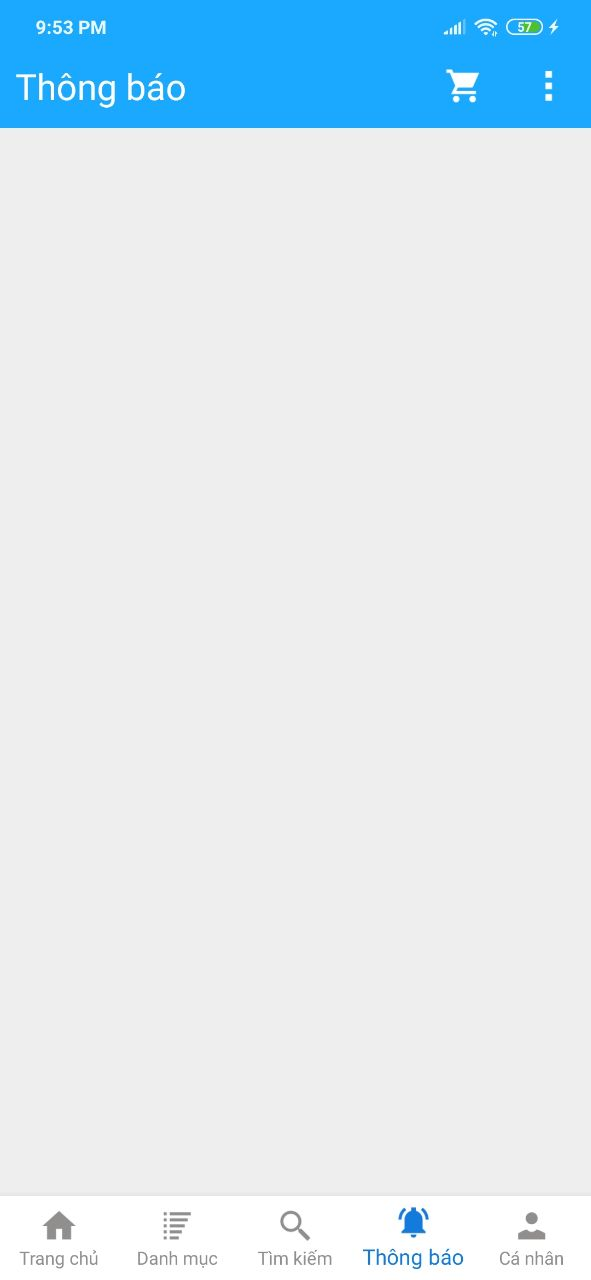 9:53 PM
57
Thông báo
Trang chủ
Danh mục
Tìm kiếm
Thông báo
Cá nhân